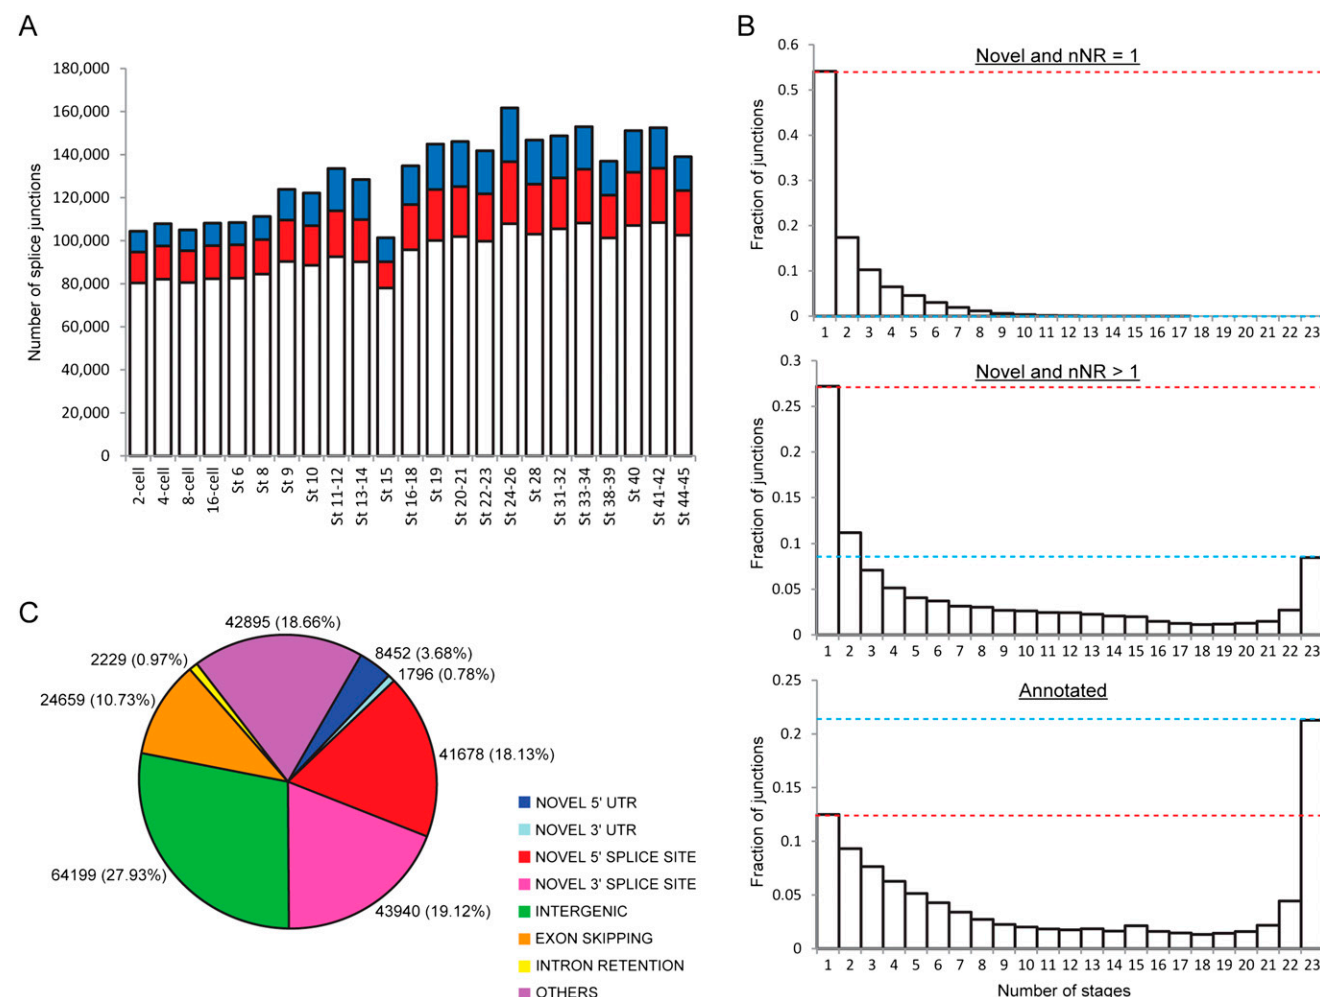 A
180,000
160,000
140,000
120,000
100,000
80,000
60,000
40,000
20,000
0
Number of splice junctions
2-cell
4-cell
8-cell
16-cell
St 6
St 8
St 9
St 10
St 11-12
St 13-14
St 15
St 16-18
St 19
St 20-21
St 22-23
St 24-26
St 28
St 31-32
St 33-34
St 38-39
St 40
St 41-42
St 44-45
B
Novel and nNR = 1
0.6
0.5
0.4
0.3
0.2
0.1
0
Fraction of junctions
1 2 3 4 5 6 7 8 9 10 11 12 13 14 15 16 17 18 19 20 21 22 23
Novel and nNR > 1
0.3
0.25
0.2
0.15
0.1
0.05
0
Fraction of junctions
1 2 3 4 5 6 7 8 9 10 11 12 13 14 15 16 17 18 19 20 21 22 23
Annotated
0.25
0.2
0.15
0.1
0.05
0
Fraction of junctions
1 2 3 4 5 6 7 8 9 10 11 12 13 14 15 16 17 18 19 20 21 22 23
Number of stages
C
42895 (18.66%)
8452 (3.68%)
1796 (0.78%)
2229 (0.97%)
24659 (10.73%)
41678 (18.13%)
64199 (27.93%)
43940 (19.12%)
NOVEL 5' UTR
NOVEL 3' UTR
NOVEL 5' SPLICE SITE
NOVEL 3' SPLICE SITE
INTERGENIC
EXON SKIPPING
INTRON RETENTION
OTHERS